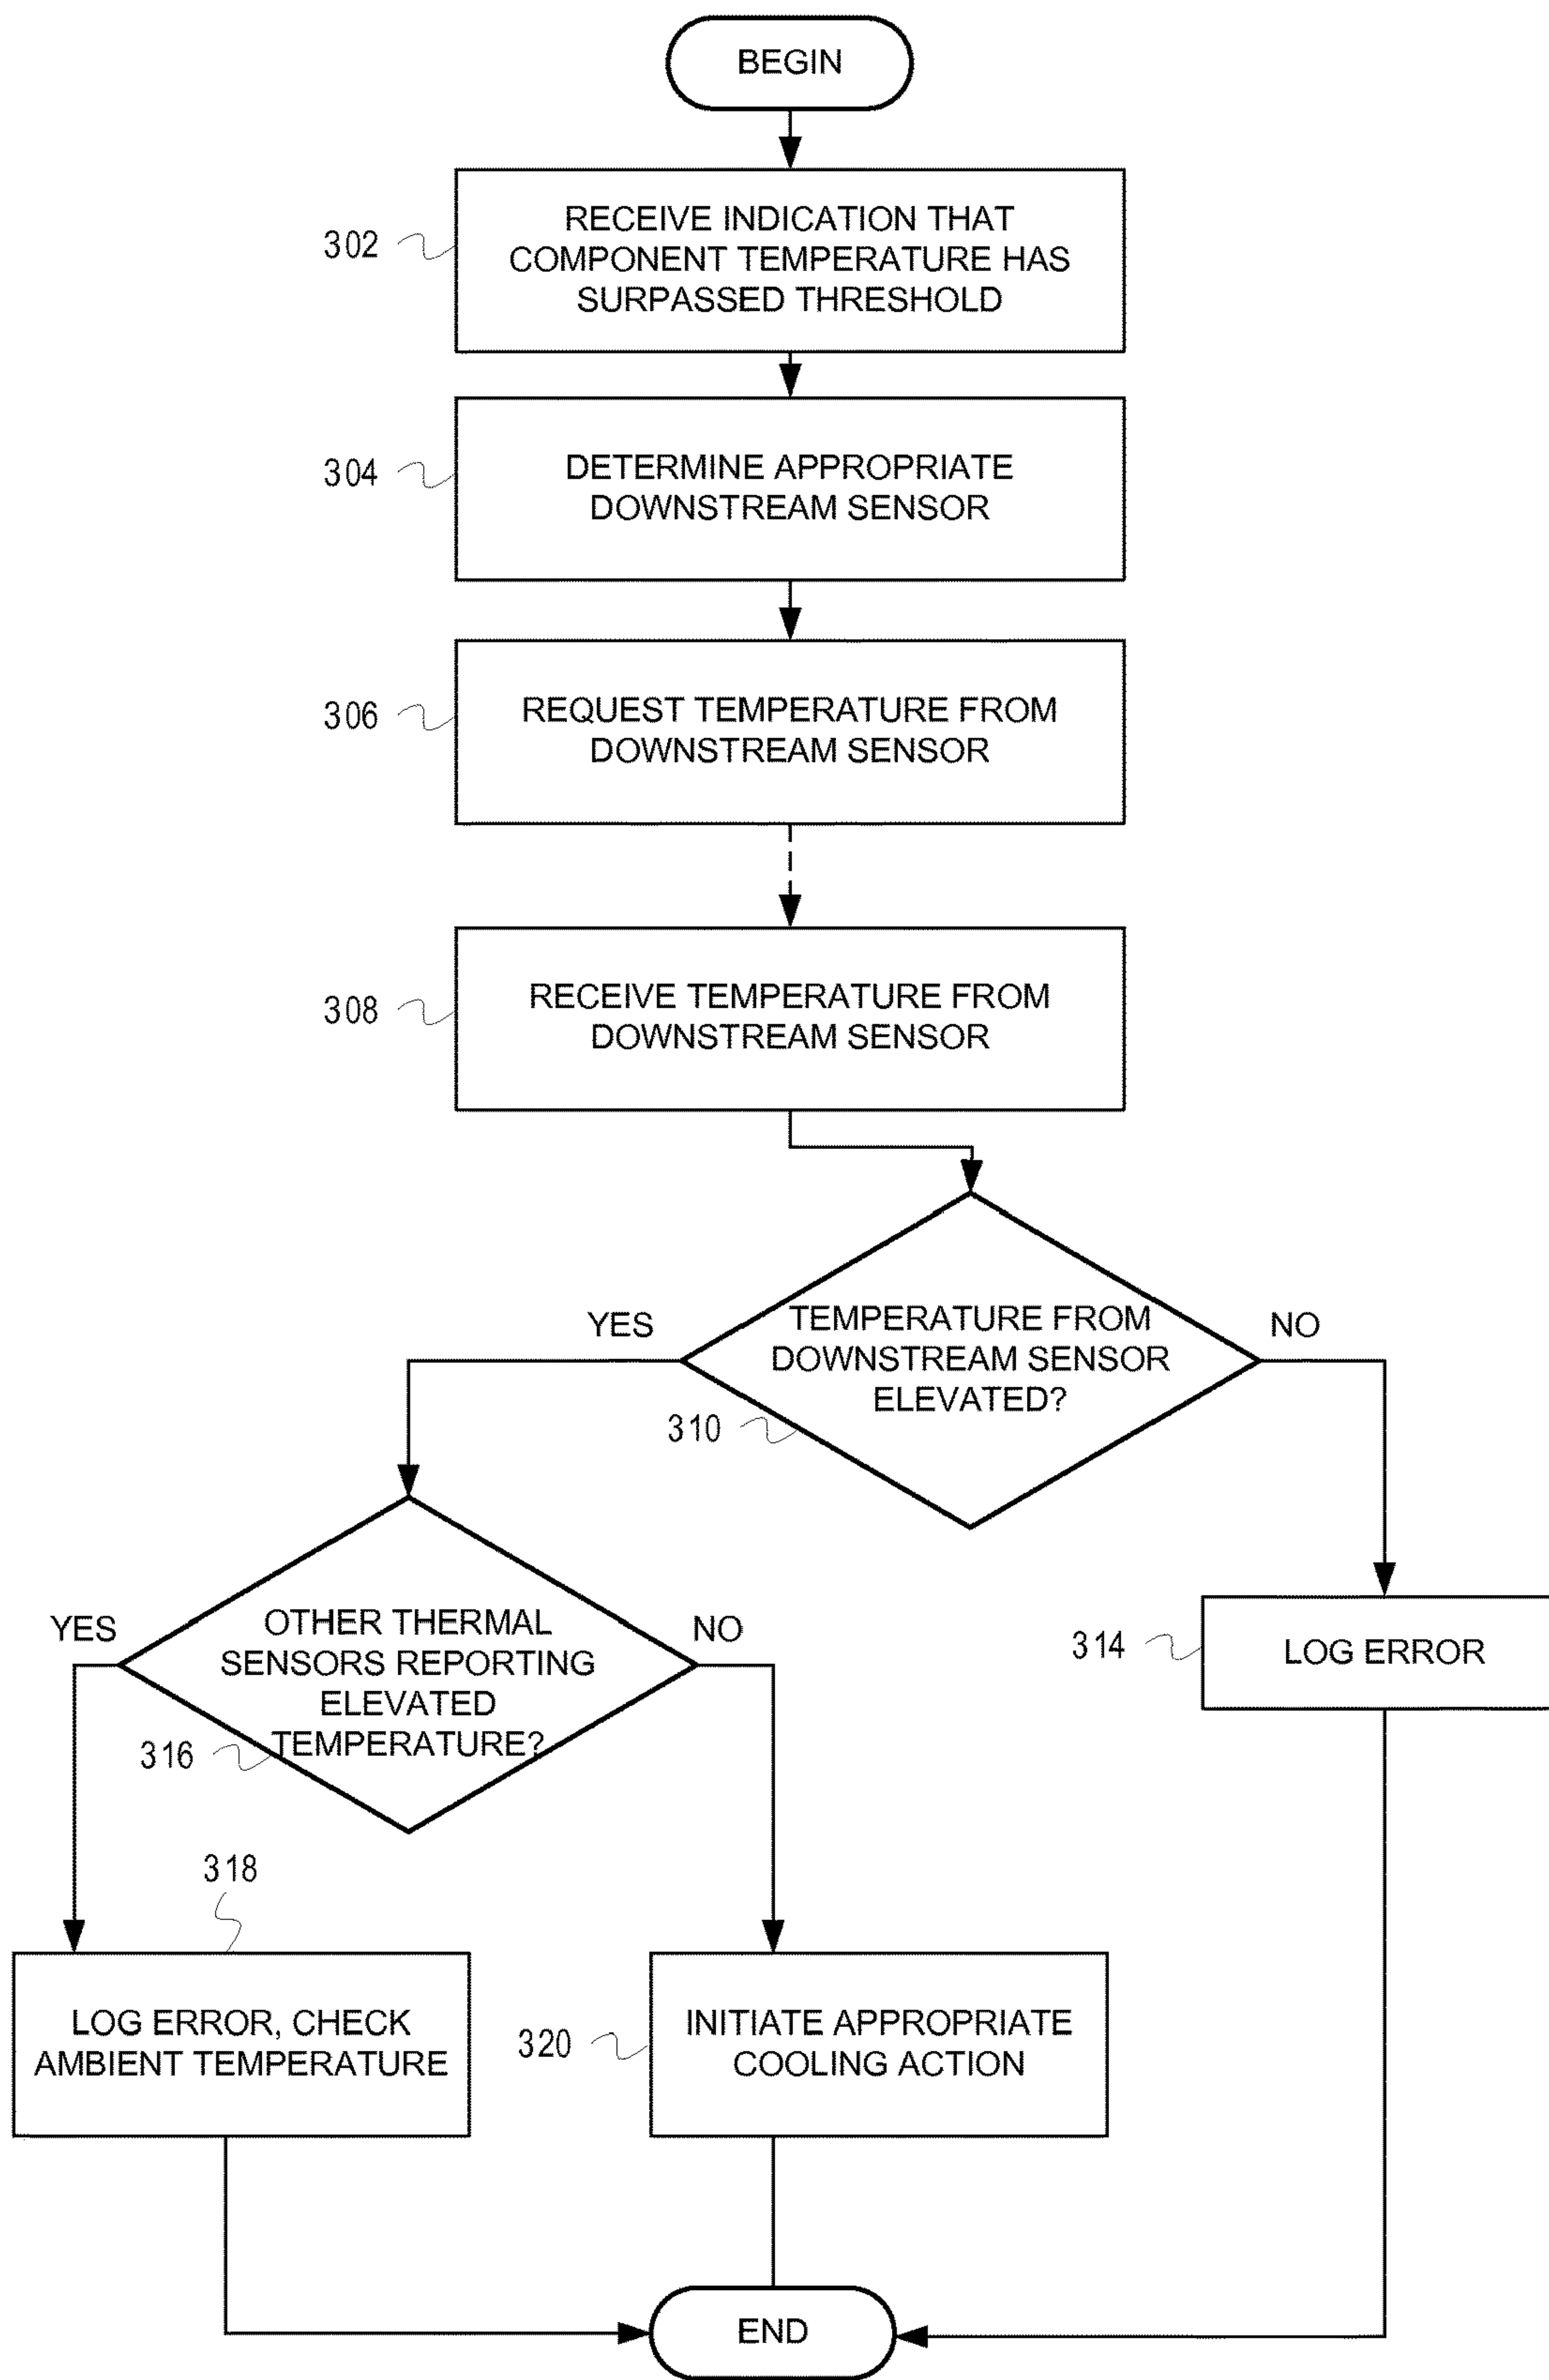 BEGIN
302
RECEIVE INDICATION THAT
COMPONENT TEMPERATURE HAS
SURPASSED THRESHOLD
304
DETERMINE APPROPRIATE
DOWNSTREAM SENSOR
306
REQUEST TEMPERATURE FROM
DOWNSTREAM SENSOR
308
RECEIVE TEMPERATURE FROM
DOWNSTREAM SENSOR
YES
TEMPERATURE FROM
DOWNSTREAM SENSOR
ELEVATED?
NO
310
YES
OTHER THERMAL
SENSORS REPORTING
ELEVATED
TEMPERATURE?
NO
316
314
LOG ERROR
318
LOG ERROR, CHECK
AMBIENT TEMPERATURE
320
INITIATE APPROPRIATE
COOLING ACTION
END